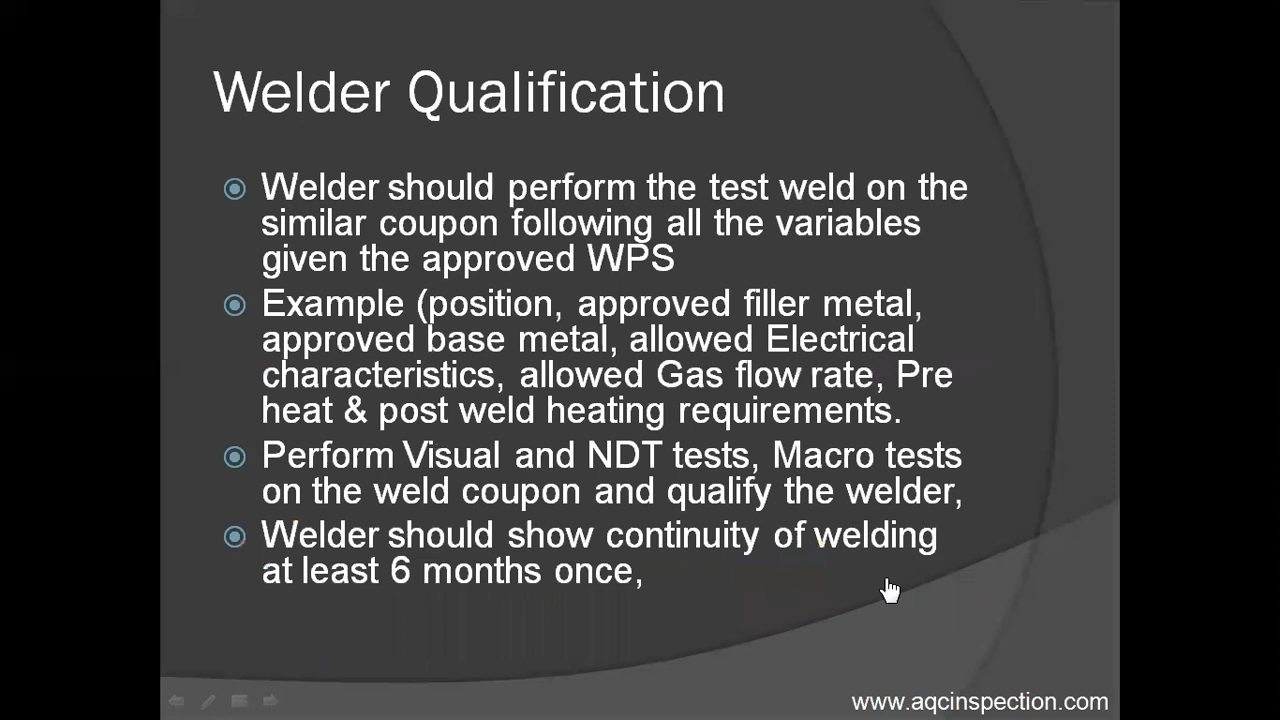 Welder Qualification
Welder should perform the test weld on the
similar coupon following all the variables
given the approved WPS
Example (position, approved filler metal,
approved base metal, allowed Electrical
characteristics, allowed Gas flow rate, Pre
heat & post weld heating requirements.
Perform Visual and NDT tests, Macro tests
on the weld coupon and qualify the welder,
Welder should show continuity of welding
at least 6 months once,
www.aqcinspection.com